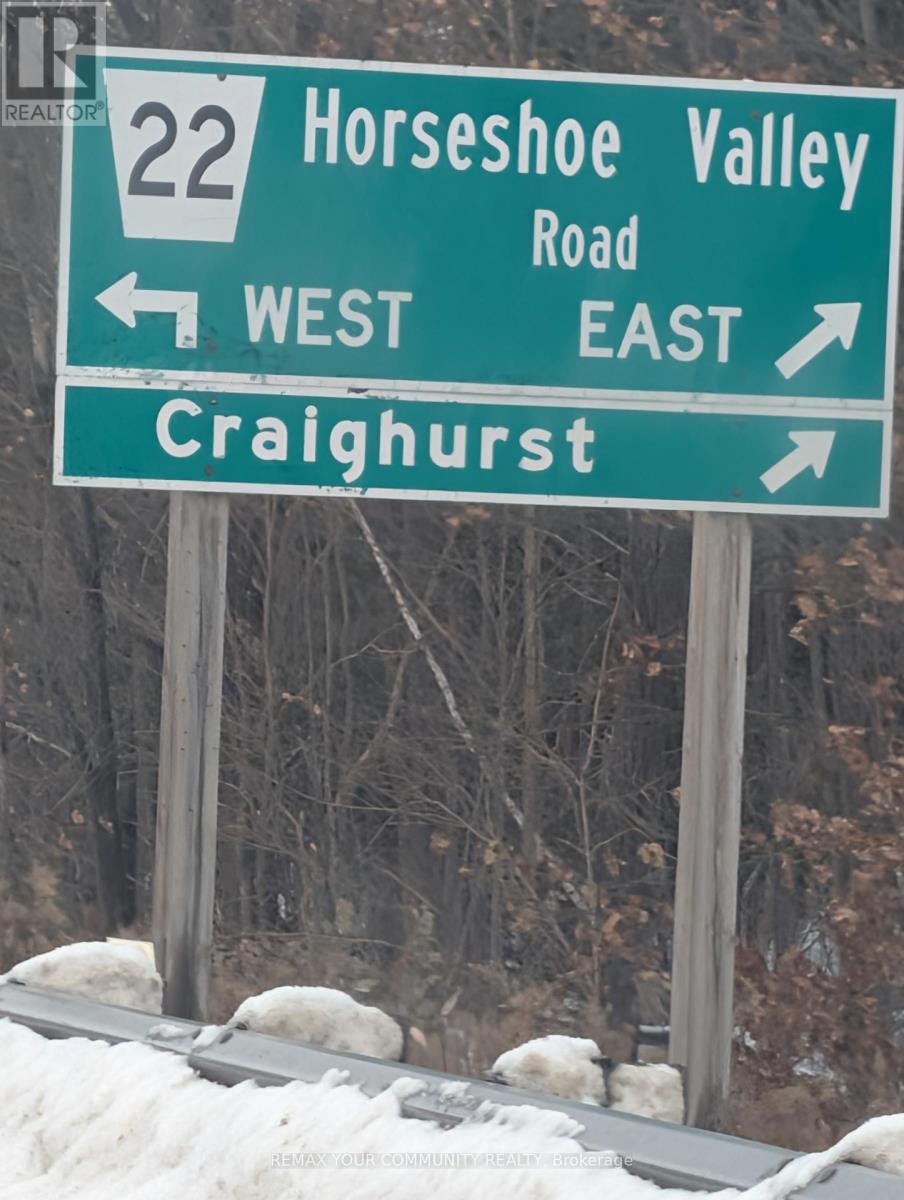 REALTOR®
22 Horseshoe Valley
Road
WEST EAST
Craighurst
REMAX YOUR COMMUNITY REALTY, Brokerage